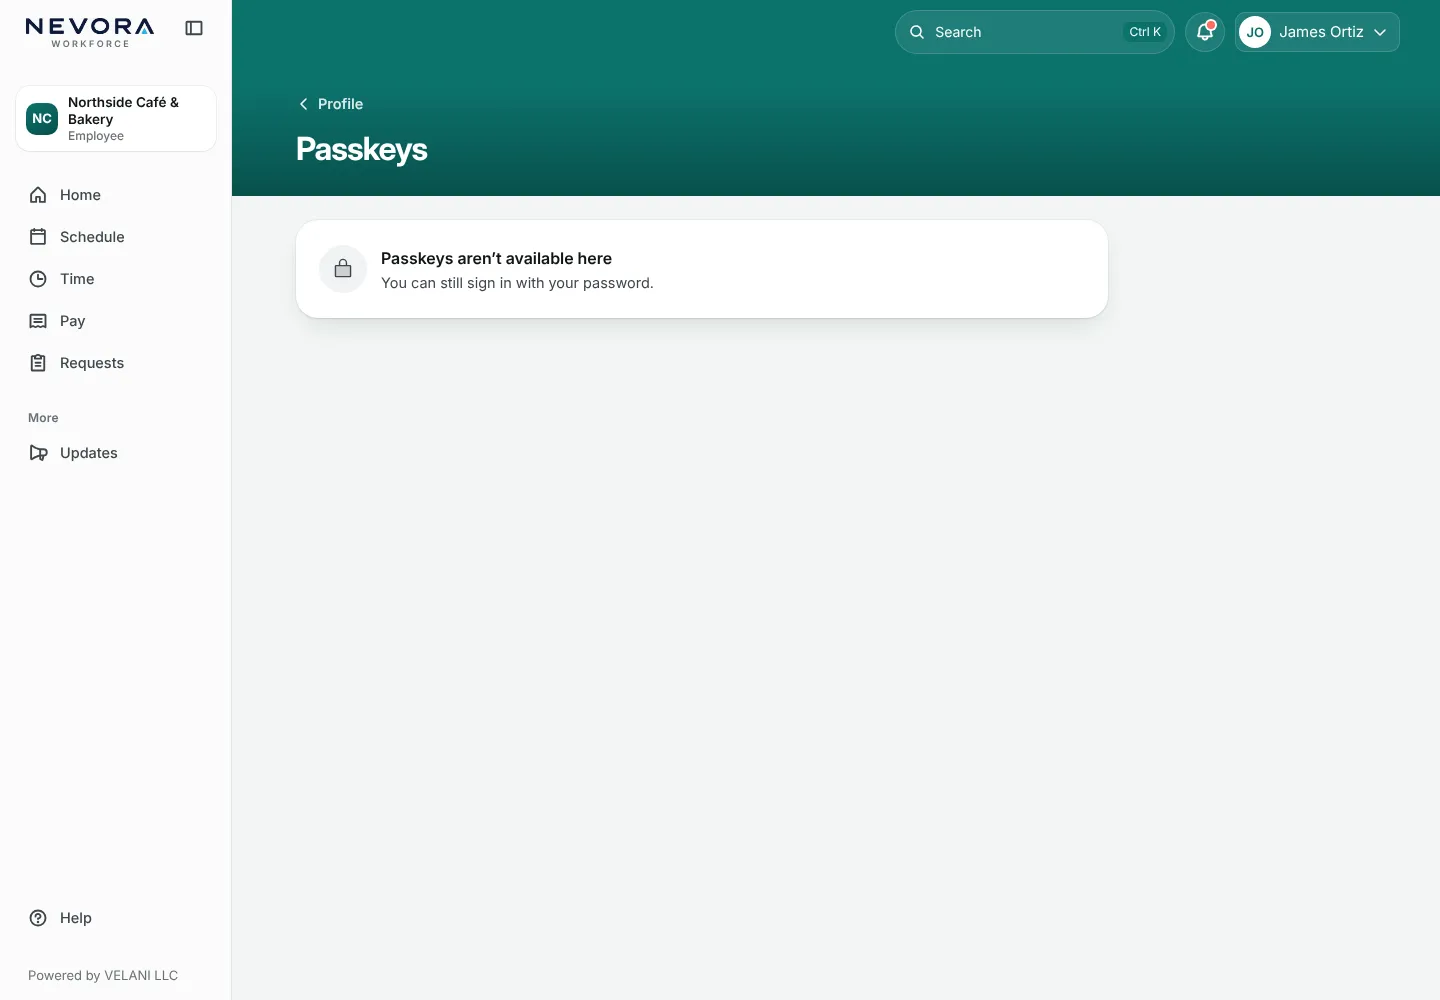 NEVORA
WORKFORCE
Search
Ctrl K
JO
James Ortiz
NC
Northside Café &
Bakery
Employee
Profile
Passkeys
Home
Schedule
Time
Pay
Requests
More
Updates
Passkeys aren’t available here
You can still sign in with your password.
Help
Powered by VELANI LLC